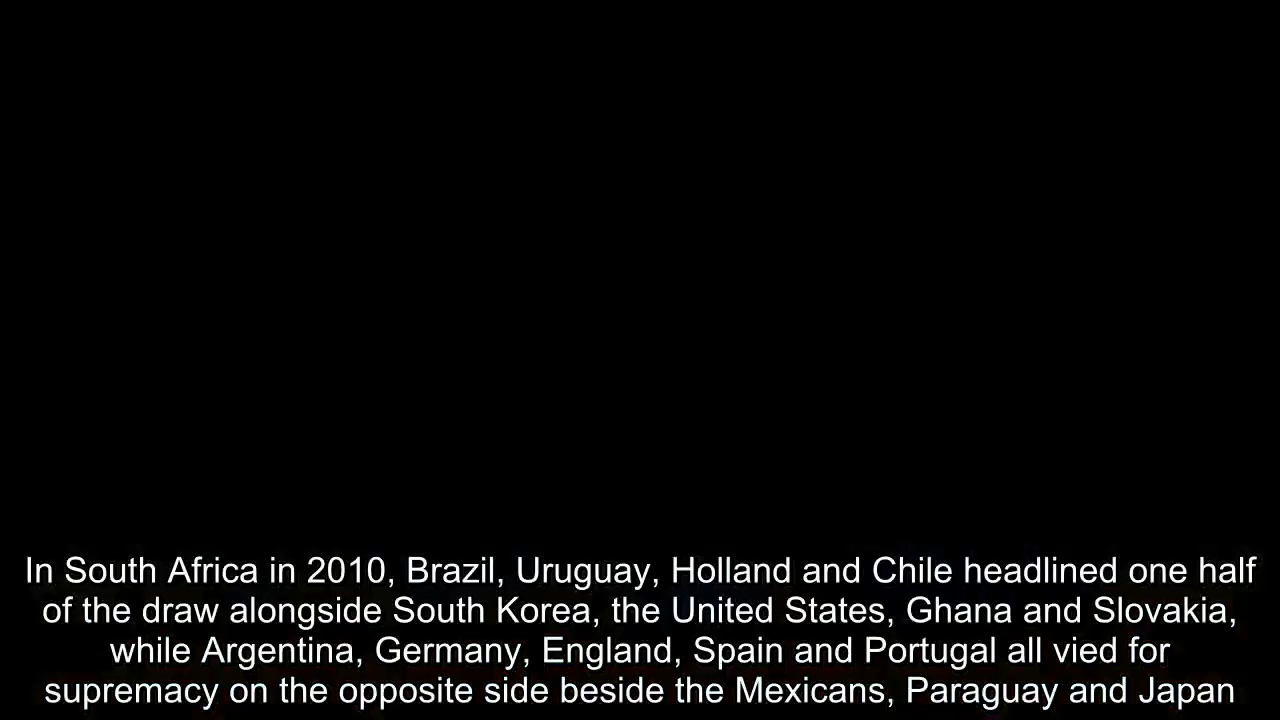 In South Africa in 2010, Brazil, Uruguay, Holland and Chile headlined one half
of the draw alongside South Korea, the United States, Ghana and Slovakia,
while Argentina, Germany, England, Spain and Portugal all vied for
supremacy on the opposite side beside the Mexicans, Paraguay and Japan